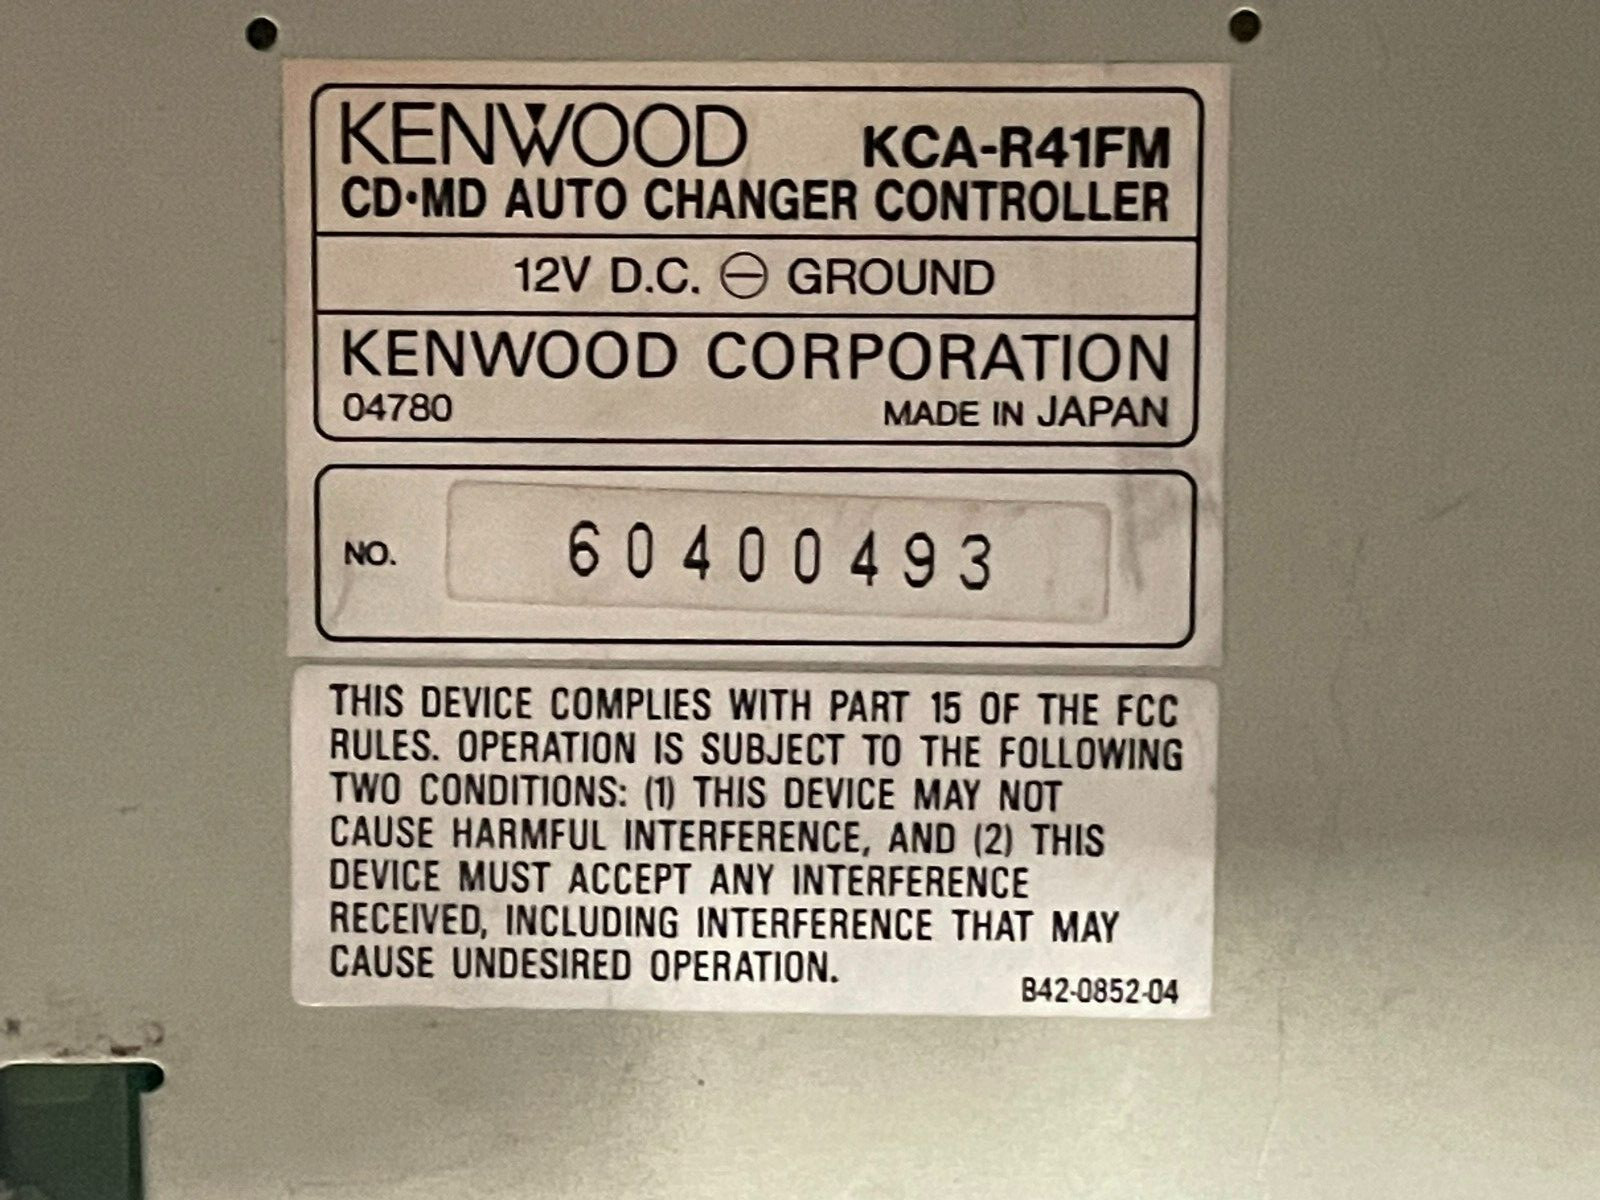 KENWOOD KCA-R41FM
CD•MD AUTO CHANGER CONTROLLER
12V D.C. ⊖ GROUND
KENWOOD CORPORATION
04780 MADE IN JAPAN
NO. 60400493
THIS DEVICE COMPLIES WITH PART 15 OF THE FCC
RULES. OPERATION IS SUBJECT TO THE FOLLOWING
TWO CONDITIONS: (1) THIS DEVICE MAY NOT
CAUSE HARMFUL INTERFERENCE, AND (2) THIS
DEVICE MUST ACCEPT ANY INTERFERENCE
RECEIVED, INCLUDING INTERFERENCE THAT MAY
CAUSE UNDESIRED OPERATION.
B42-0852-04